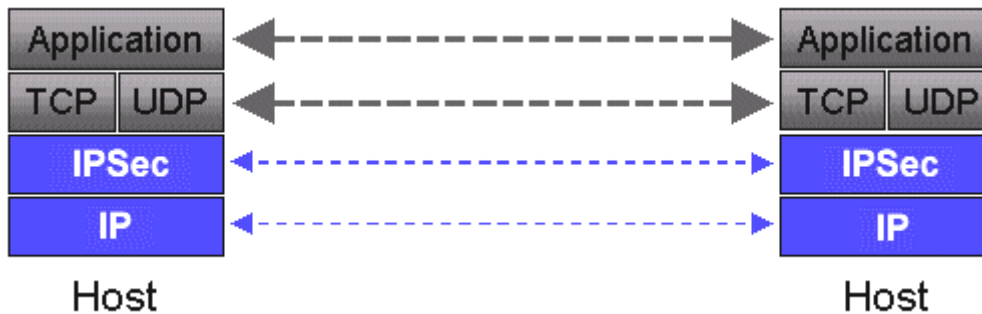 Application Application
TCP UDP TCP UDP
IPSec IPSec
IP IP
Host Host